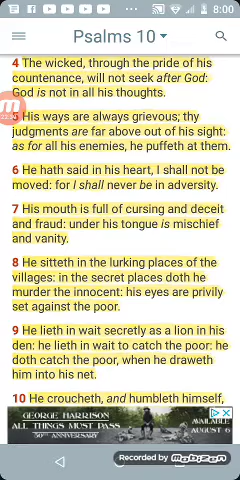 8:00
Psalms 10
4 The wicked, through the pride of his
countenance, will not seek after God:
God is not in all his thoughts.
5 His ways are always grievous; thy
judgments are far above out of his sight:
as for all his enemies, he puffeth at them.
6 He hath said in his heart, I shall not
be moved: for I shall never be in adversity.
7 His mouth is full of cursing and deceit
and fraud: under his tongue is mischief
and vanity.
8 He sitteth in the lurking places of the
villages: in the secret places doth he
murder the innocent: his eyes are privily
set against the poor.
9 He lieth in wait secretly as a lion in his
den: he lieth in wait to catch the poor: he
doth catch the poor, when he draweth
him into his net.
10 He croucheth, and humbleth himself,
GEORGE HARRISON
ALL THINGS MUST PASS
50TH ANNIVERSARY
AVAILABLE
AUGUST 6
Recorded by MOBIZEN